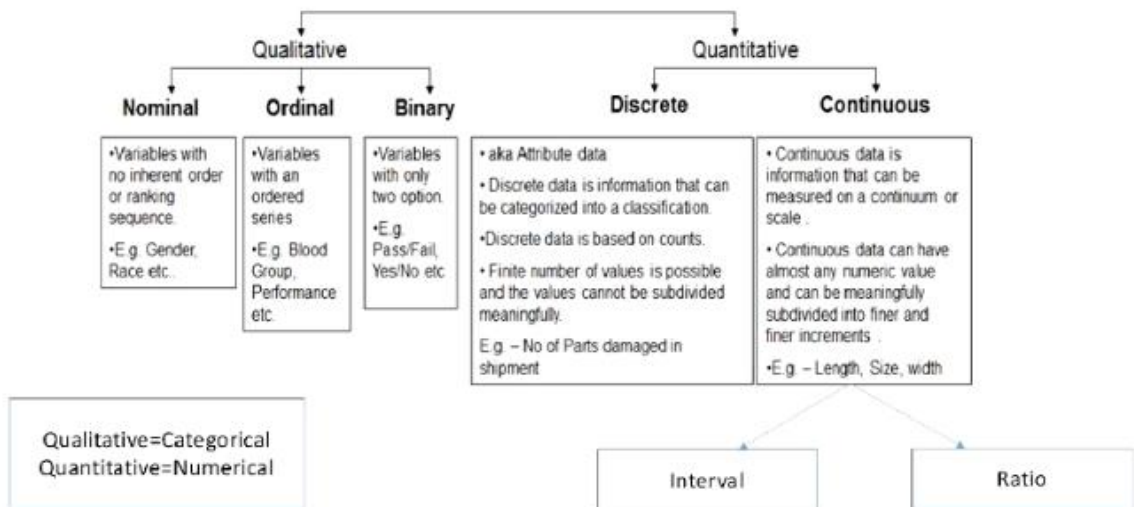 Qualitative
Quantitative
Nominal
Ordinal
Binary
Discrete
Continuous
•Variables with
no inherent order
or ranking
sequence.
•E.g. Gender,
Race etc..
•Variables
with an
ordered
series
•E.g. Blood
Group,
Performance
etc.
•Variables
with only
two option.
•E.g.
Pass/Fail,
Yes/No etc
• aka Attribute data
• Discrete data is information that can
be categorized into a classification.
•Discrete data is based on counts.
• Finite number of values is possible
and the values cannot be subdivided
meaningfully.
E.g. – No of Parts damaged in
shipment
• Continuous data is
information that can be
measured on a continuum or
scale .
• Continuous data can have
almost any numeric value
and can be meaningfully
subdivided into finer and
finer increments .
•E.g. – Length, Size, width
Qualitative=Categorical
Quantitative=Numerical
Interval
Ratio